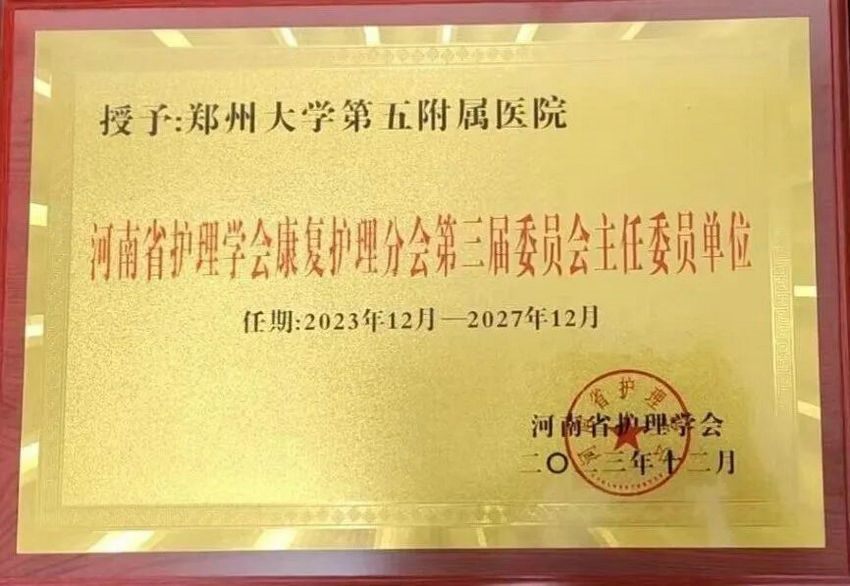 授予:郑州大学第五附属医院
河南省护理学会康复护理分会第三届委员会主任委员单位
任期:2023年12月—2027年12月
河南省护理学会
二〇二三年十二月